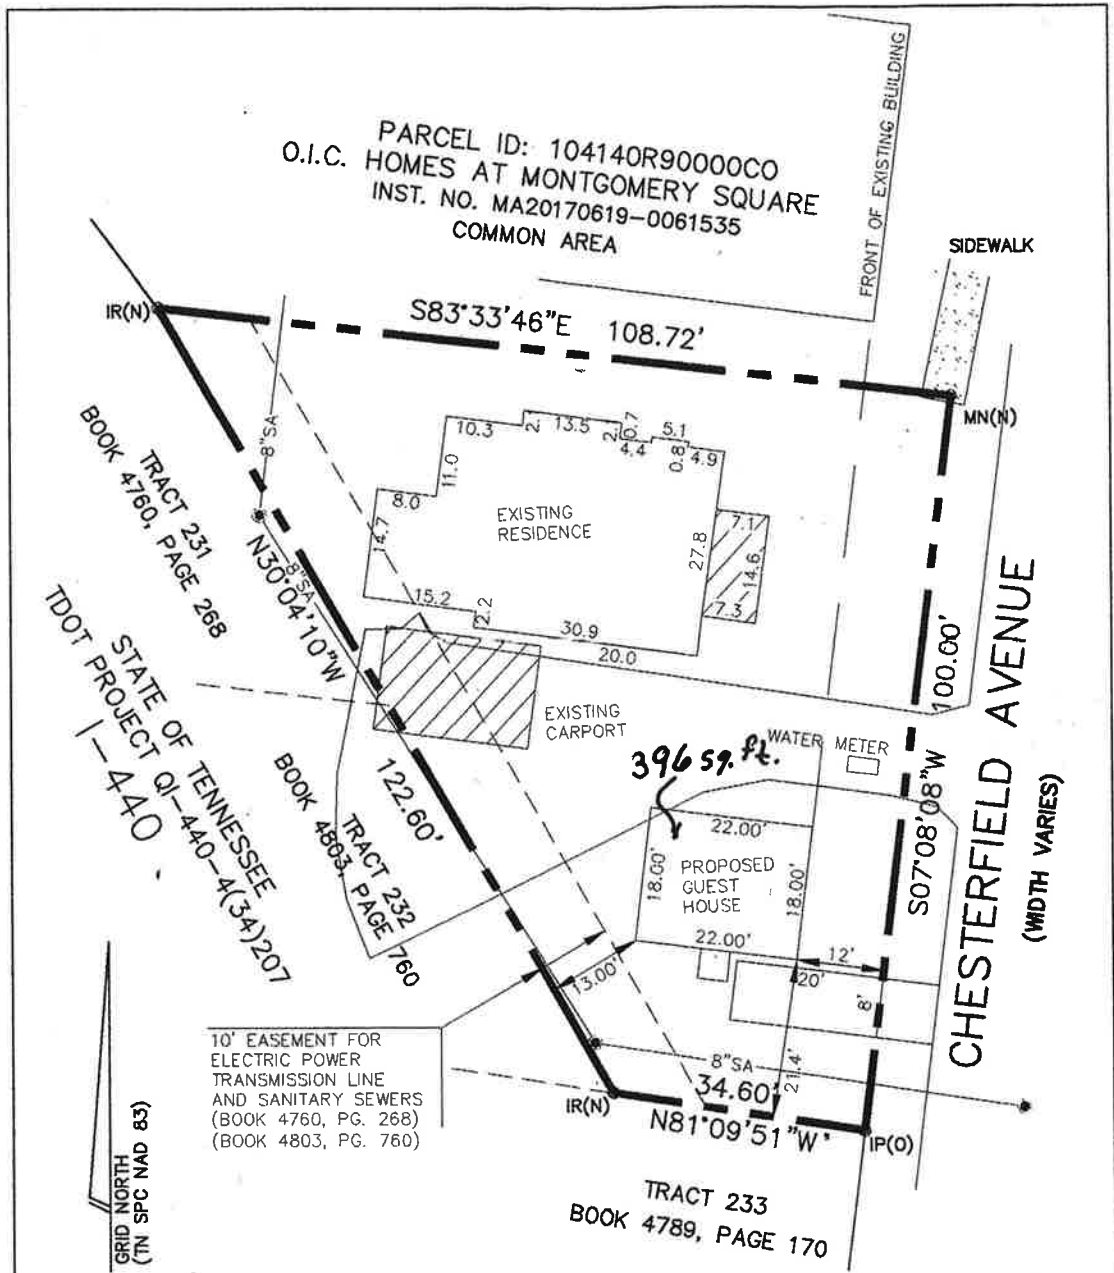 PARCEL ID: 104140R90000CO
O.I.C. HOMES AT MONTGOMERY SQUARE
INST. NO. MA20170619-0061535
COMMON AREA
FRONT OF EXISTING BUILDING
SIDEWALK
IR(N)
S83°33'46"E 108.72'
MN(N)
8"SA
10.3
2.
13.5
2.
0.7
4.4
5.1
0.8
4.9
11.0
8.0
14.7
EXISTING
RESIDENCE
27.8
7.1
14.6
7.3
15.2
2.2
30.9
20.0
TRACT 231
BOOK 4760, PAGE 268
8"SA
N30°04'10"W
122.60'
STATE OF TENNESSEE
TDOT PROJECT QI-440-4(34)207
I-440
EXISTING
CARPORT
TRACT 232
BOOK 4803, PAGE 760
396 sq. ft.
WATER METER
22.00'
18.00'
PROPOSED
GUEST
HOUSE
18.00'
22.00'
12'
20'
8'
13.00'
21.4'
100.00'
S07°08'08"W
CHESTERFIELD AVENUE
(WIDTH VARIES)
10' EASEMENT FOR
ELECTRIC POWER
TRANSMISSION LINE
AND SANITARY SEWERS
(BOOK 4760, PG. 268)
(BOOK 4803, PG. 760)
8"SA
34.60'
N81°09'51"W
IR(N)
IP(O)
TRACT 233
BOOK 4789, PAGE 170
GRID NORTH
(TN SPC NAD 83)